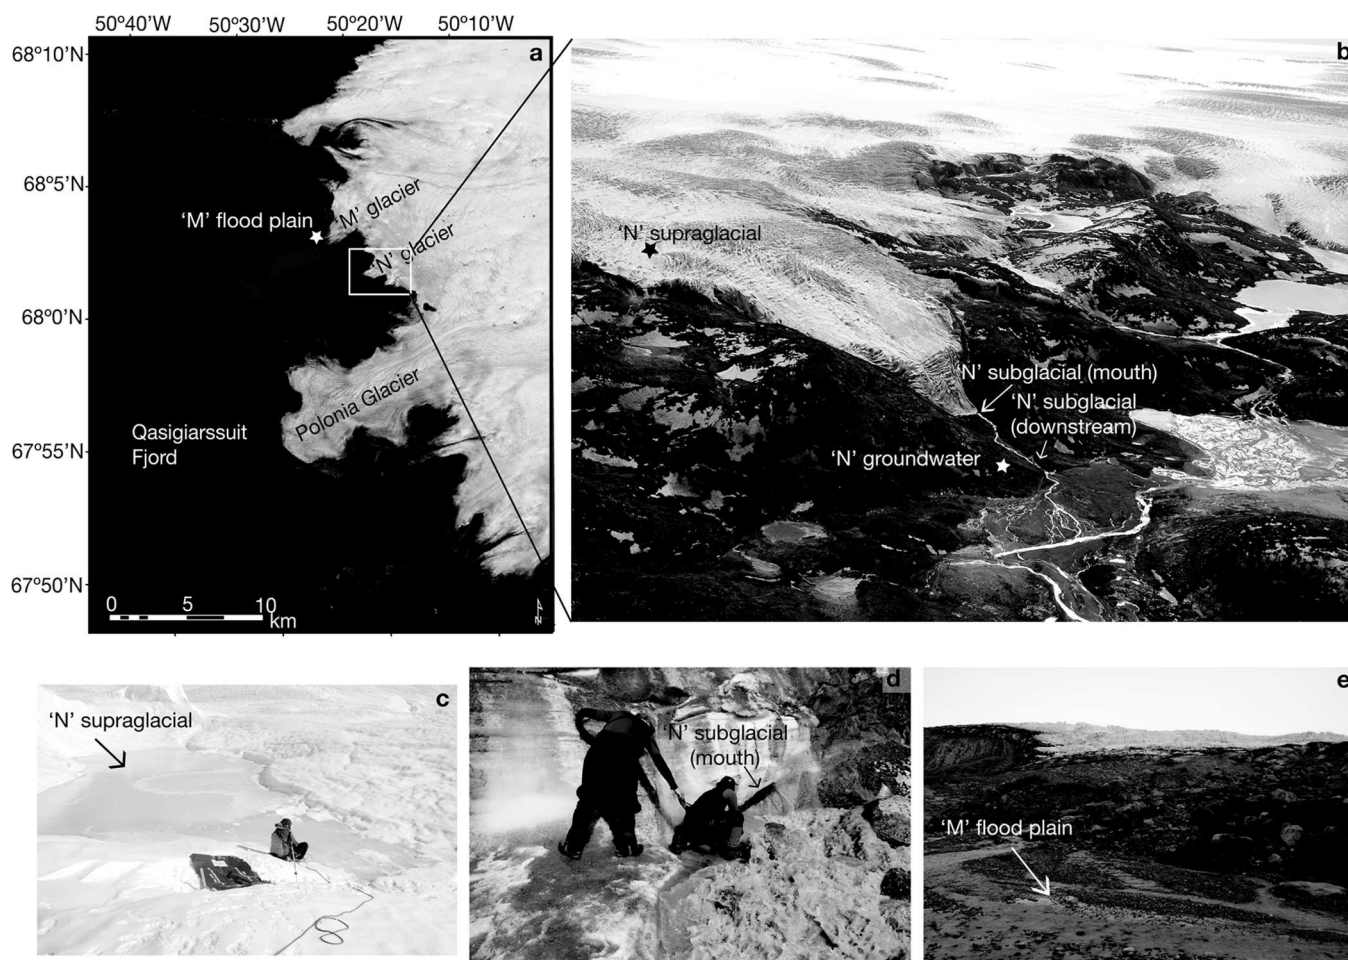 50°40'W 50°30'W 50°20'W 50°10'W
68°10'N
68°5'N
68°0'N
67°55'N
67°50'N
a
'M' flood plain
'M' glacier
'N' glacier
Polonia Glacier
Qasigiarssuit
Fjord
0 5 10
km
N
b
'N' supraglacial
N' subglacial (mouth)
'N' subglacial
(downstream)
'N' groundwater
c
'N' supraglacial
d
'N' subglacial
(mouth)
e
'M' flood plain